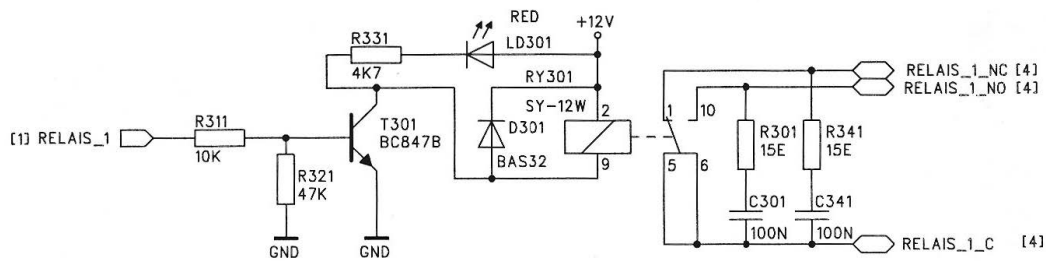 RED
+12V
R331
LD301
4K7
RY301
RELAIS_1_NC [4]
RELAIS_1_NO [4]
SY-12W
2
1
10
[1] RELAIS_1
R311
10K
T301
BC847B
D301
BAS32
R301
15E
R341
15E
R321
47K
9
5
6
C301
100N
C341
100N
GND
GND
RELAIS_1_C [4]